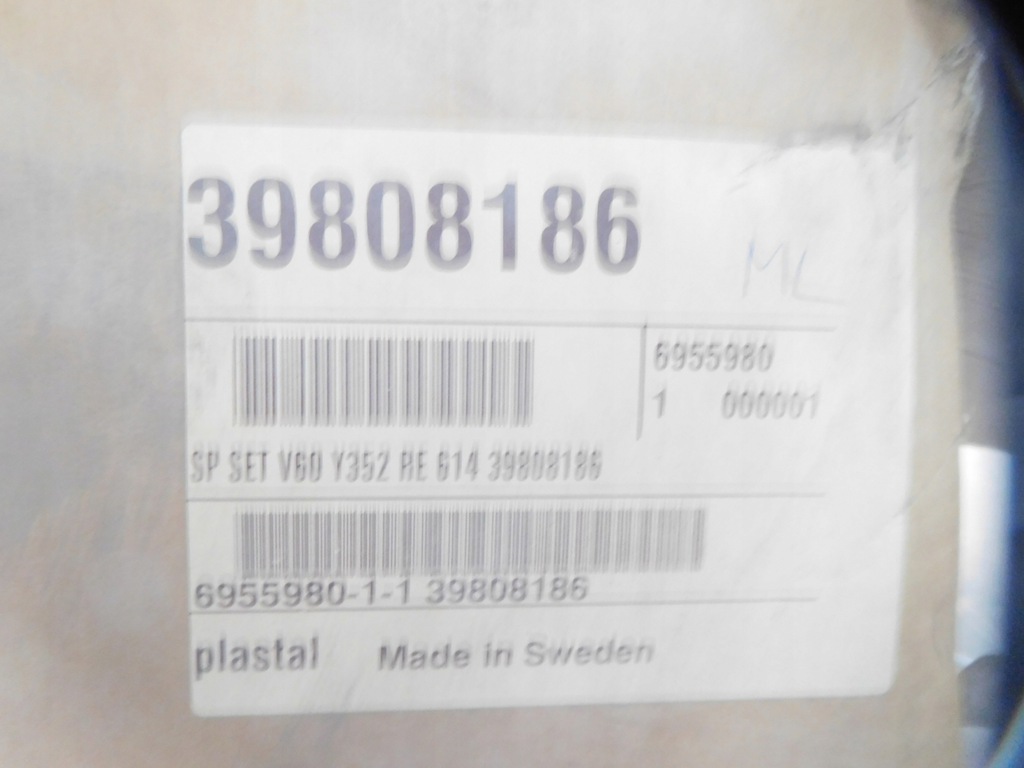 39808186
ML
6955980
1 000001
SP SET V60 Y352 RE 614 39808186
6955980-1-1 39808186
plastal Made in Sweden